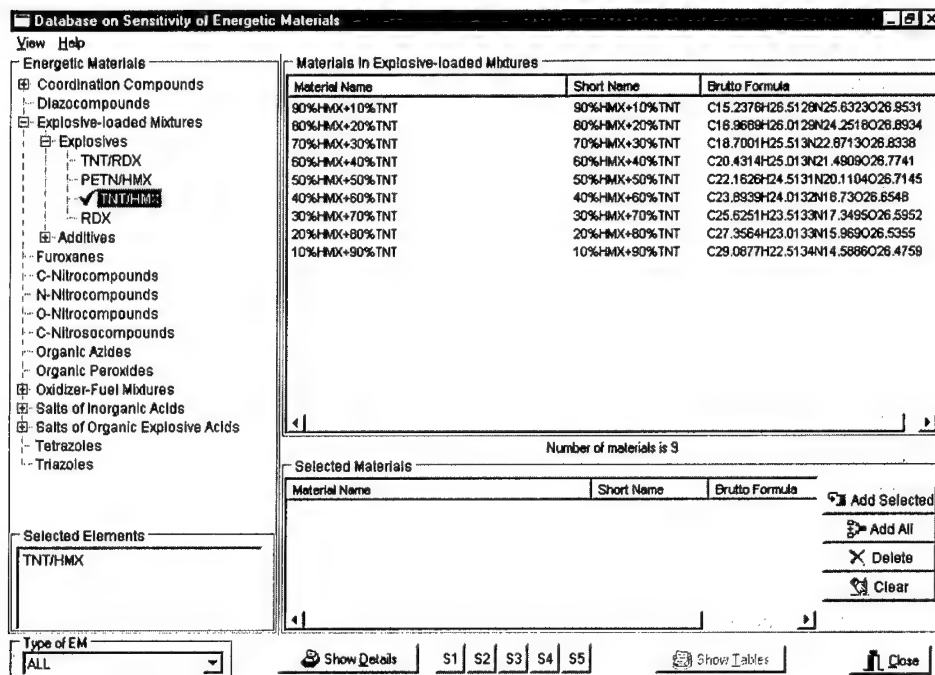 Database on Sensitivity of Energetic Materials
View Help
Energetic Materials
Coordination Compounds
Diazocompounds
Explosive-loaded Mixtures
Explosives
TNT/RDX
PETN/HMX
TNT/HMX
RDX
Additives
Furoxanes
C-Nitrocompounds
N-Nitrocompounds
O-Nitrocompounds
C-Nitrosocompounds
Organic Azides
Organic Peroxides
Oxidizer-Fuel Mixtures
Salts of Inorganic Acids
Salts of Organic Explosive Acids
Tetrazoles
Triazoles
Selected Elements
TNT/HMX
Type of EM
ALL
Materials In Explosive-loaded Mixtures
Material Name Short Name Brutto Formula
90%HMX+10%TNT 90%HMX+10%TNT C15.2376H26.5128N25.6323O26.9531
80%HMX+20%TNT 80%HMX+20%TNT C16.9689H26.0129N24.2518O26.8934
70%HMX+30%TNT 70%HMX+30%TNT C18.7001H25.513N22.8713O26.8338
60%HMX+40%TNT 60%HMX+40%TNT C20.4314H25.013N21.4909O26.7741
50%HMX+50%TNT 50%HMX+50%TNT C22.1626H24.5131N20.1104O26.7145
40%HMX+60%TNT 40%HMX+60%TNT C23.8939H24.0132N18.73O26.6548
30%HMX+70%TNT 30%HMX+70%TNT C25.6251H23.5133N17.3495O26.5952
20%HMX+80%TNT 20%HMX+80%TNT C27.3564H23.0133N15.969O26.5355
10%HMX+90%TNT 10%HMX+90%TNT C29.0877H22.5134N14.5886O26.4759
Number of materials is 9
Selected Materials
Material Name Short Name Brutto Formula
Add Selected
Add All
Delete
Clear
Show Details S1 S2 S3 S4 S5 Show Tables Close